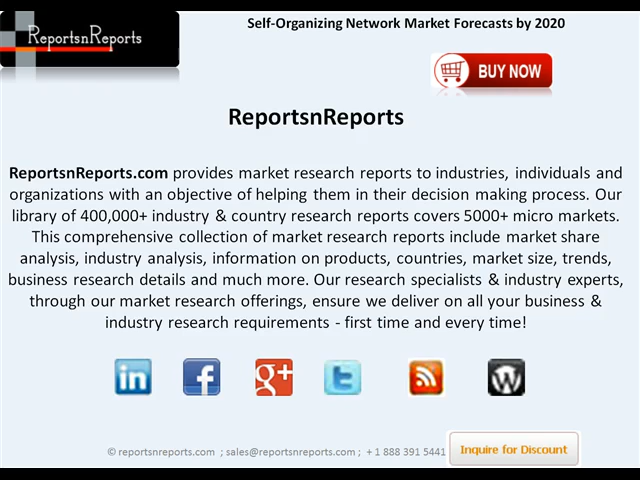 ReportsnReports
Self-Organizing Network Market Forecasts by 2020
BUY NOW
ReportsnReports
ReportsnReports.com provides market research reports to industries, individuals and
organizations with an objective of helping them in their decision making process. Our
library of 400,000+ industry & country research reports covers 5000+ micro markets.
This comprehensive collection of market research reports include market share
analysis, industry analysis, information on products, countries, market size, trends,
business research details and much more. Our research specialists & industry experts,
through our market research offerings, ensure we deliver on all your business &
industry research requirements - first time and every time!
in f g+ t W
© reportsnreports.com ; sales@reportsnreports.com ; + 1 888 391 5441
Inquire for Discount